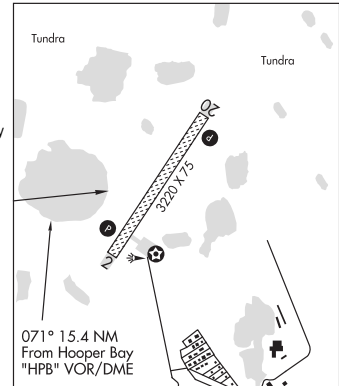 Tundra
Tundra
y
20
P
3220 X 75
P
2
071° 15.4 NM
From Hooper Bay
"HPB" VOR/DME